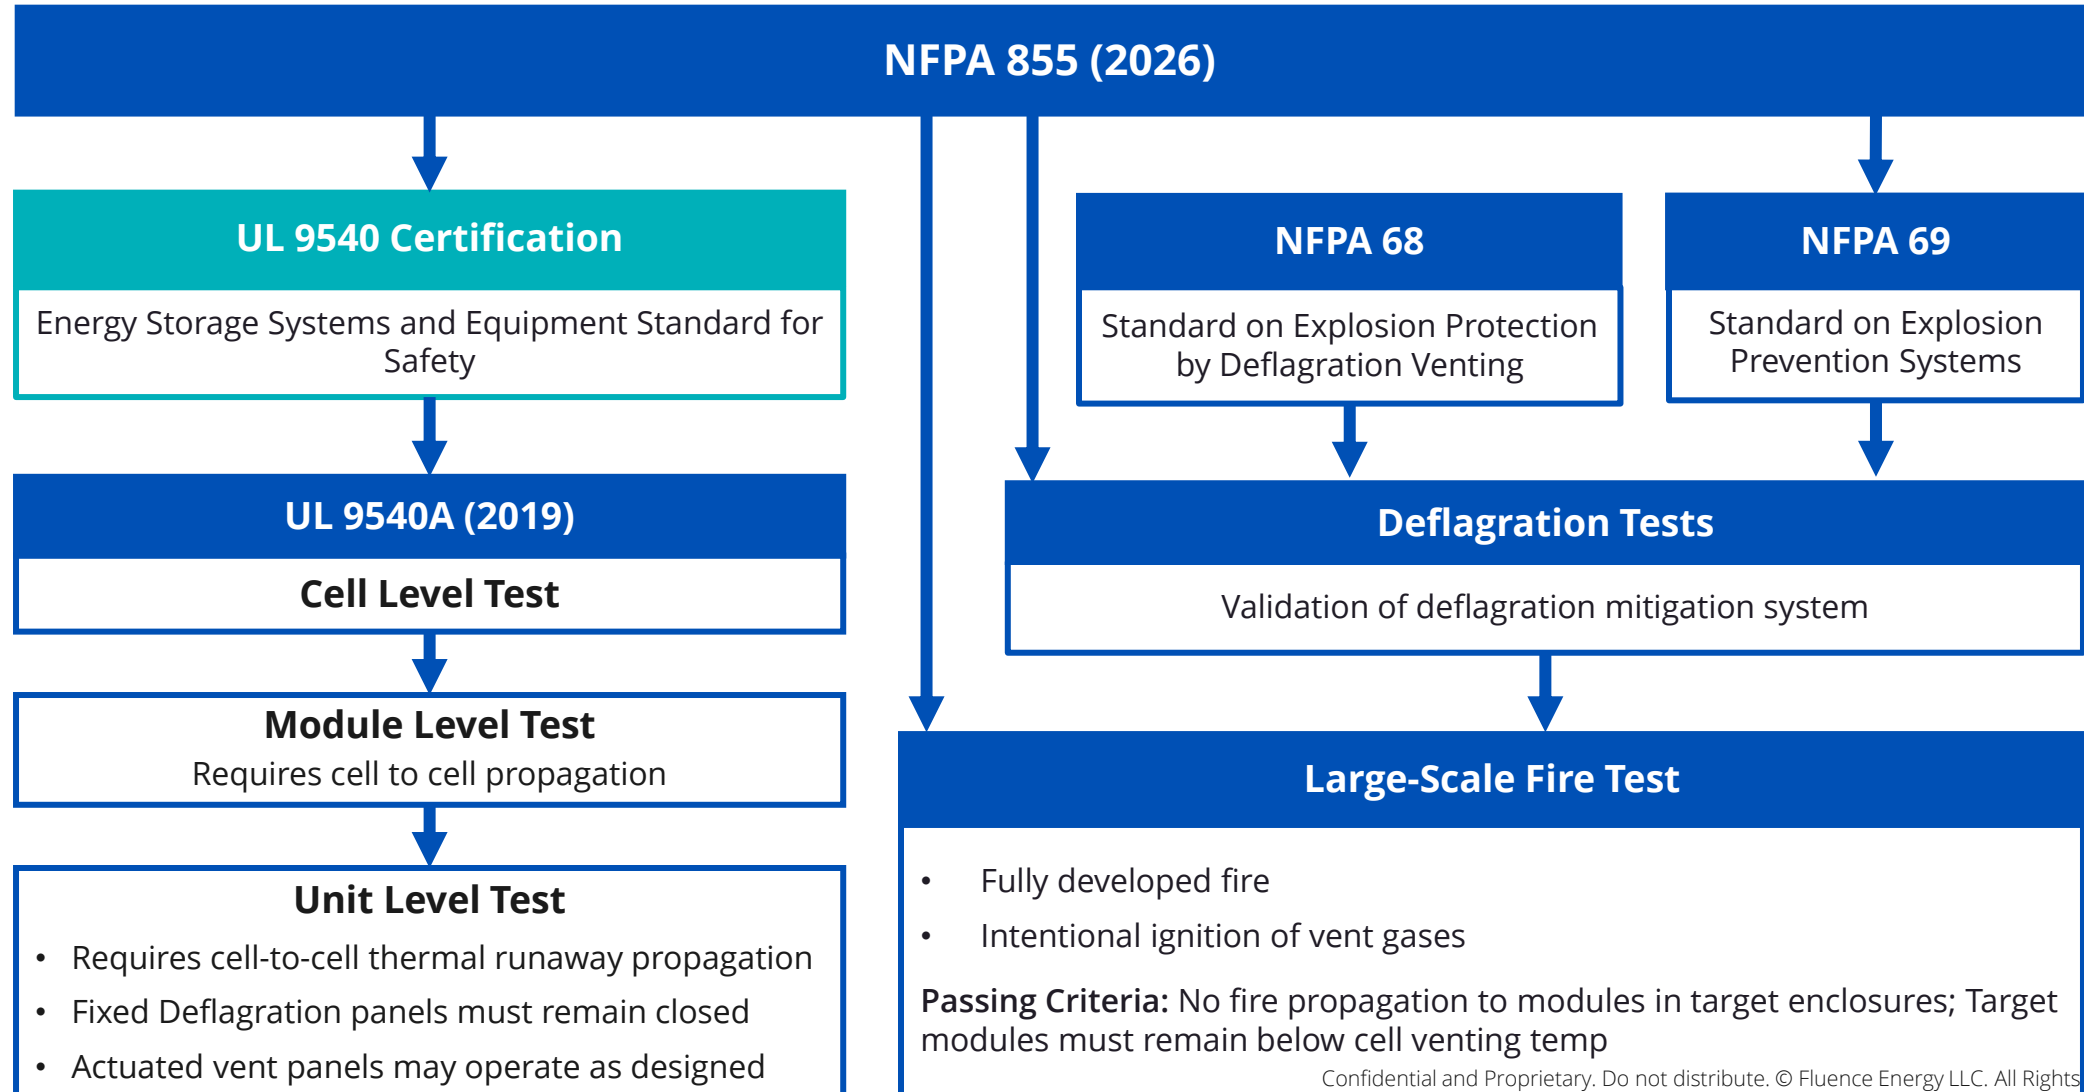 NFPA 855 (2026)
UL 9540 Certification
Energy Storage Systems and Equipment Standard for
Safety
UL 9540A (2019)
Cell Level Test
Module Level Test
Requires cell to cell propagation
Unit Level Test
• Requires cell-to-cell thermal runaway propagation
• Fixed Deflagration panels must remain closed
• Actuated vent panels may operate as designed
NFPA 68
Standard on Explosion Protection
by Deflagration Venting
NFPA 69
Standard on Explosion
Prevention Systems
Deflagration Tests
Validation of deflagration mitigation system
Large-Scale Fire Test
• Fully developed fire
• Intentional ignition of vent gases
Passing Criteria: No fire propagation to modules in target enclosures; Target
modules must remain below cell venting temp
Confidential and Proprietary. Do not distribute. © Fluence Energy LLC. All Rights